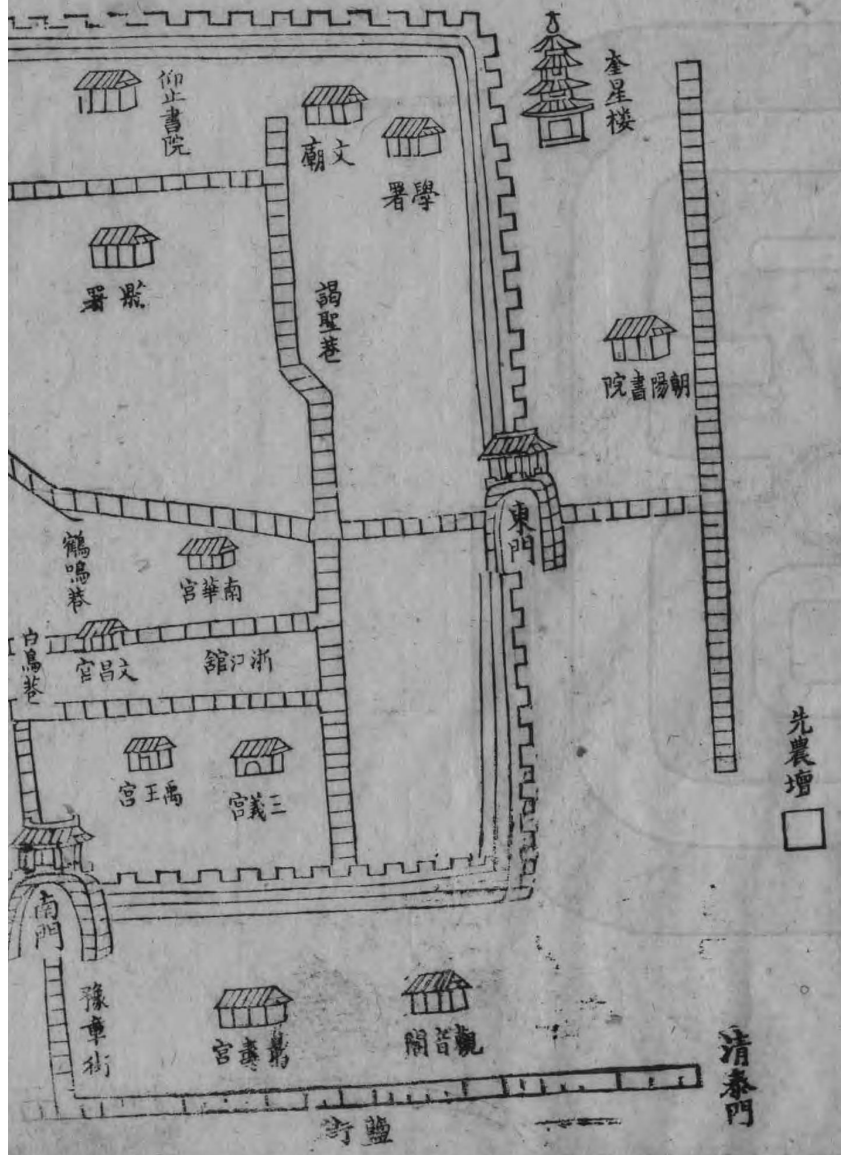 奎星楼
仰止書院
文廟
學署
縣署
謁聖巷
朝陽書院
東門
鶴鳴巷
南華宮
白鳥巷
文昌宮
浙江館
禹王宮
三義宮
先農壇
南門
豫章街
萬壽宮
觀音閣
清泰門
鹽街